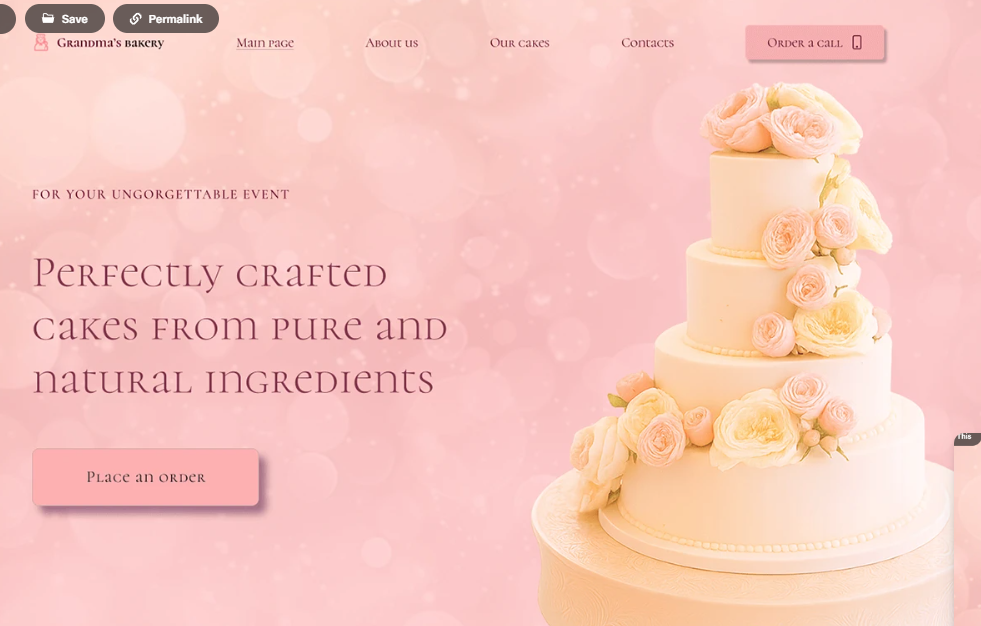 Save
Permalink
Grandma's bakery
Main page
About us
Our cakes
Contacts
Order a call
FOR YOUR UNGORGETTABLE EVENT
Perfectly crafted
cakes from pure and
natural ingredients
This
Place an order